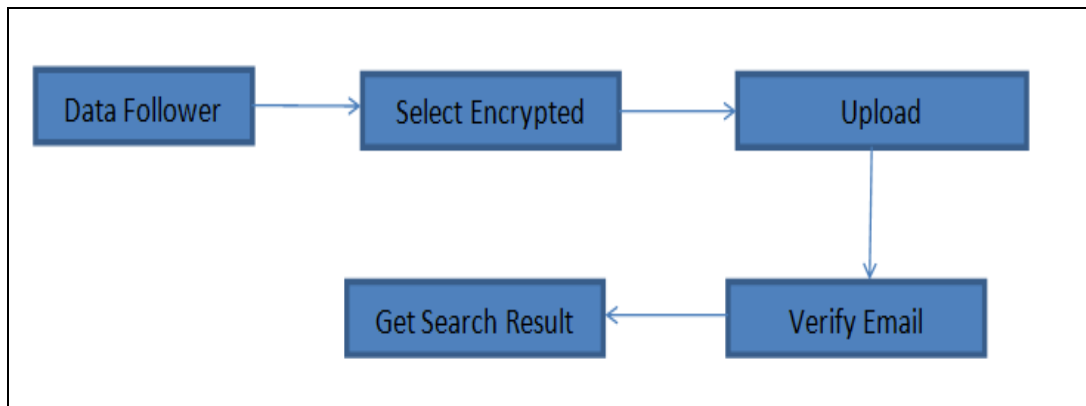 Data Follower
Select Encrypted
Upload
Verify Email
Get Search Result